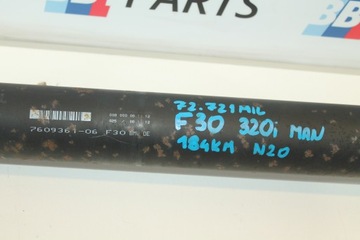 PARTS
72.721 MIL
F30 320i MAN
184KM N20
7609361-06 F30